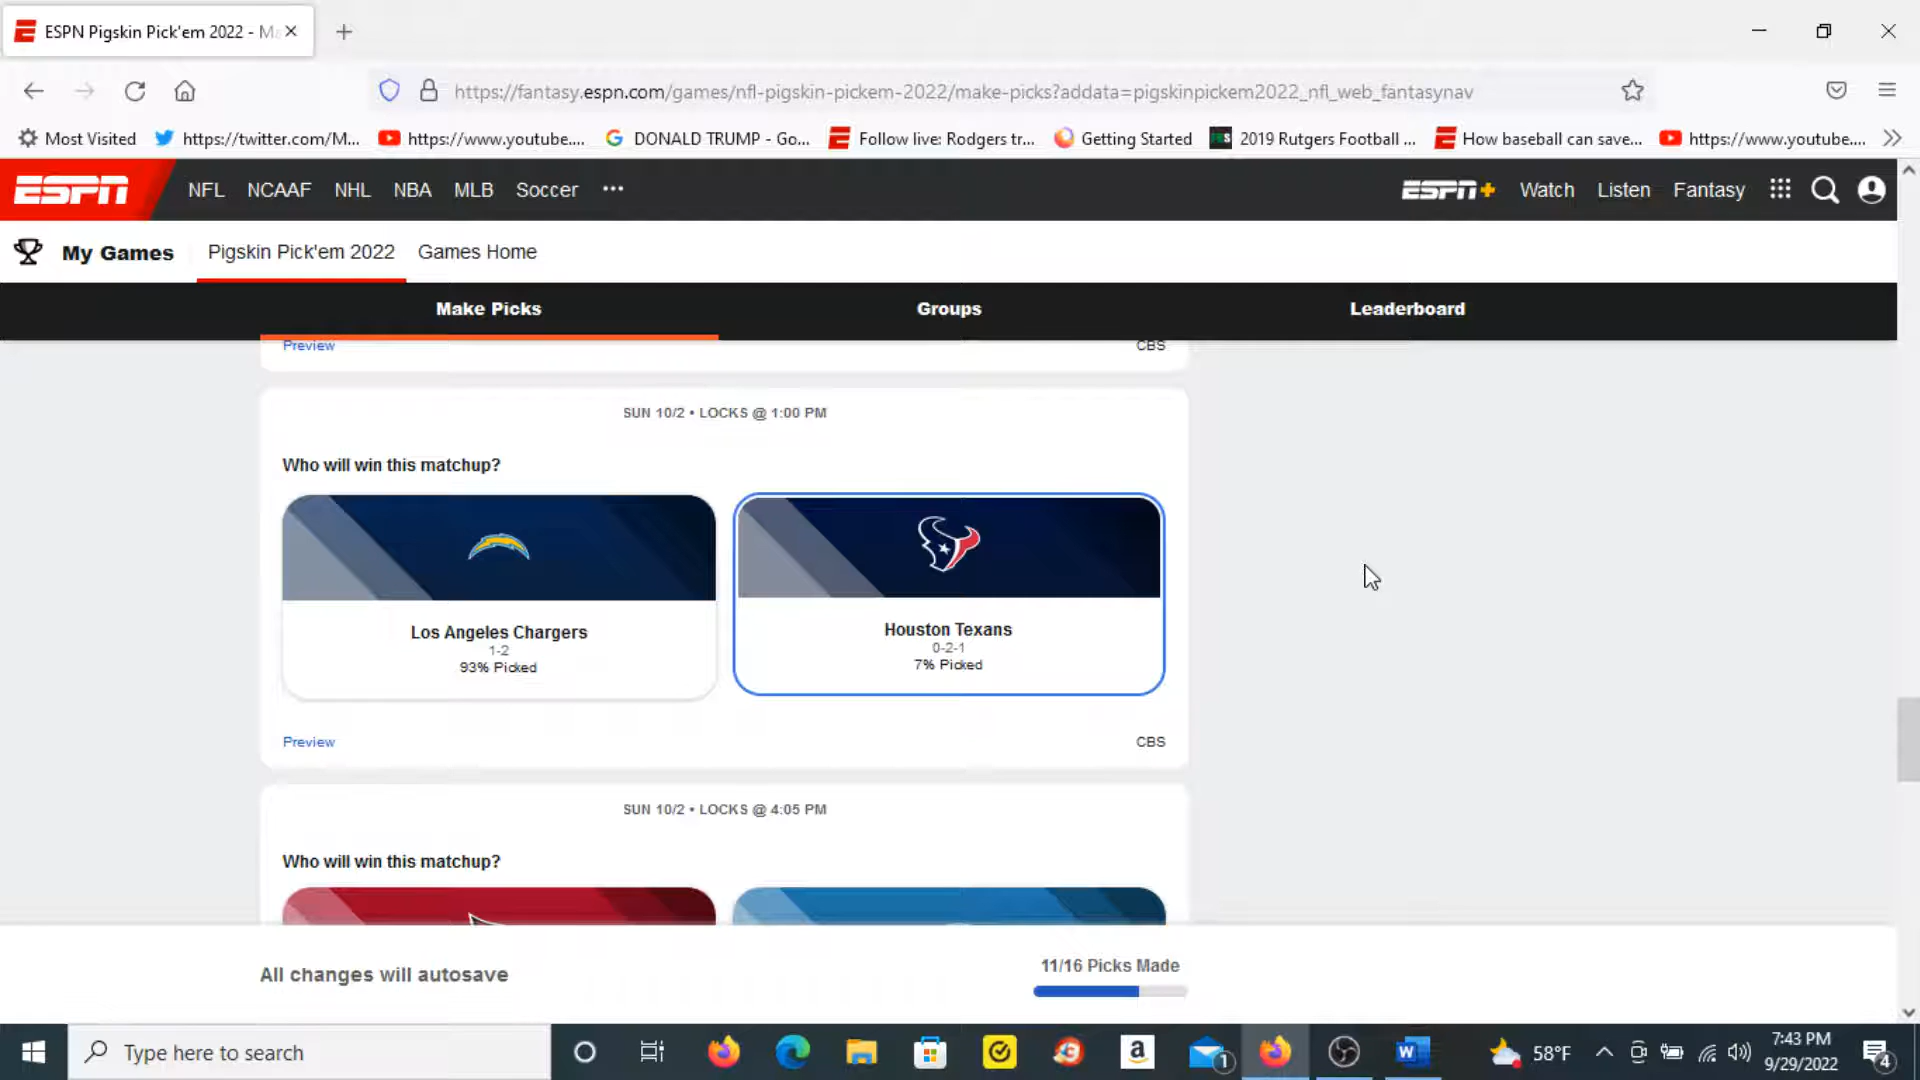 ESPN Pigskin Pick'em 2022 - Ma
https://fantasy.espn.com/games/nfl-pigskin-pickem-2022/make-picks?addata=pigskinpickem2022_nfl_web_fantasynav
Most Visited https://twitter.com/M... https://www.youtube.... DONALD TRUMP - Go... Follow live: Rodgers tr... Getting Started 2019 Rutgers Football ... How baseball can save... https://www.youtube....
ESPN NFL NCAAF NHL NBA MLB Soccer ESPN+ Watch Listen Fantasy
My Games Pigskin Pick'em 2022 Games Home
Make Picks Groups Leaderboard
Preview CBS
SUN 10/2 • LOCKS @ 1:00 PM
Who will win this matchup?
Los Angeles Chargers
1-2
93% Picked
Houston Texans
0-2-1
7% Picked
Preview CBS
SUN 10/2 • LOCKS @ 4:05 PM
Who will win this matchup?
All changes will autosave
11/16 Picks Made
Type here to search
58°F
7:43 PM
9/29/2022
1
4